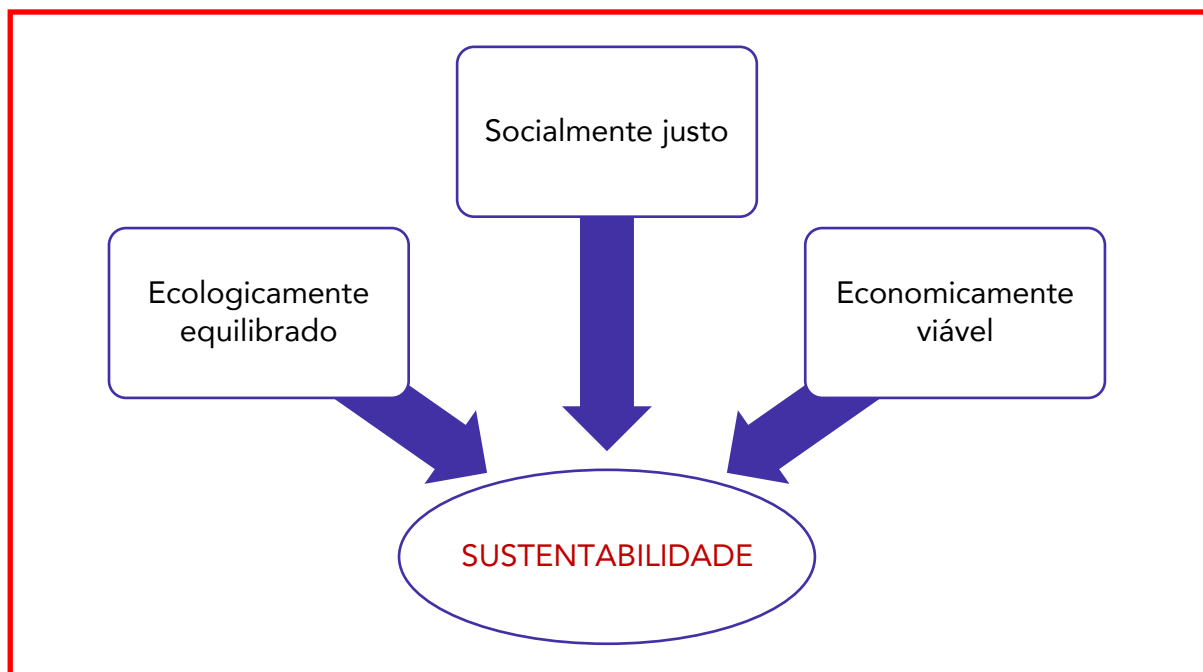 Socialmente justo
Ecologicamente
equilibrado
Economicamente
viável
SUSTENTABILIDADE